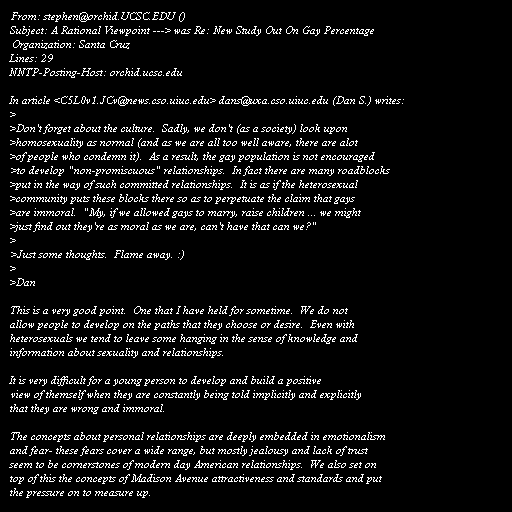 From: stephen@orchid.UCSC.EDU ()
Subject: A Rational Viewpoint ---> was Re: New Study Out On Gay Percentage
Organization: Santa Cruz
Lines: 29
NNTP-Posting-Host: orchid.ucsc.edu

In article <C5L0v1.JCv@news.cso.uiuc.edu> dans@uxa.cso.uiuc.edu (Dan S.) writes:
>
>Don't forget about the culture.  Sadly, we don't (as a society) look upon
>homosexuality as normal (and as we are all too well aware, there are alot
>of people who condemn it).  As a result, the gay population is not encouraged
>to develop "non-promiscuous" relationships.  In fact there are many roadblocks
>put in the way of such committed relationships.  It is as if the heterosexual
>community puts these blocks there so as to perpetuate the claim that gays
>are immoral.  "My, if we allowed gays to marry, raise children ... we might
>just find out they're as moral as we are, can't have that can we?"
>
>Just some thoughts.  Flame away. :)
>
>Dan

This is a very good point.  One that I have held for sometime.  We do not
allow people to develop on the paths that they choose or desire.  Even with
heterosexuals we tend to leave some hanging in the sense of knowledge and
information about sexuality and relationships.

It is very difficult for a young person to develop and build a positive
view of themself when they are constantly being told implicitly and explicitly
that they are wrong and immoral.

The concepts about personal relationships are deeply embedded in emotionalism
and fear- these fears cover a wide range, but mostly jealousy and lack of trust
seem to be cornerstones of modern day American relationships.  We also set on
top of this the concepts of Madison Avenue attractiveness and standards and put
the pressure on to measure up.